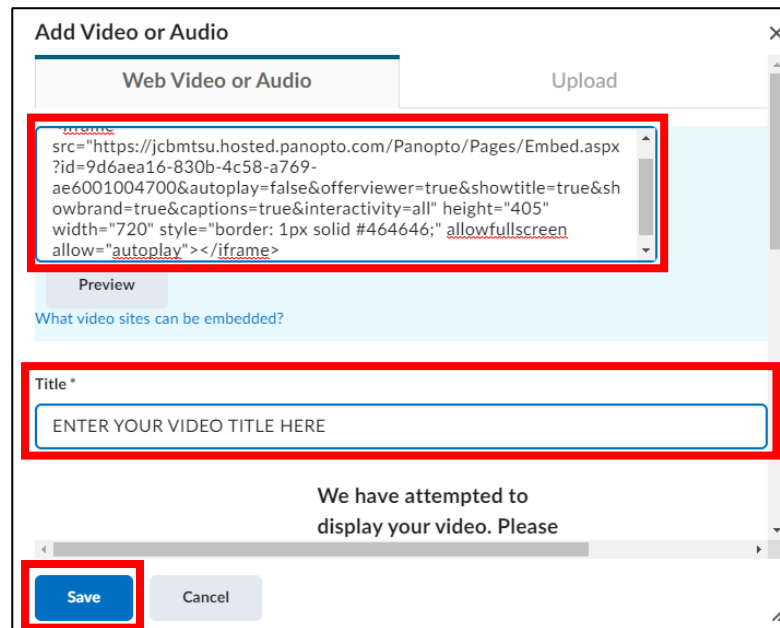 Add Video or Audio
Web Video or Audio
Upload
<iframe
src="https://jcbmtsu.hosted.panopto.com/Panopto/Pages/Embed.aspx
?id=9d6aea16-830b-4c58-a769-
ae6001004700&autoplay=false&offerviewer=true&showtitle=true&sh
owbrand=true&captions=true&interactivity=all" height="405"
width="720" style="border: 1px solid #464646;" allowfullscreen
allow="autoplay"></iframe>
Preview
What video sites can be embedded?
Title *
ENTER YOUR VIDEO TITLE HERE
We have attempted to
display your video. Please
Save
Cancel